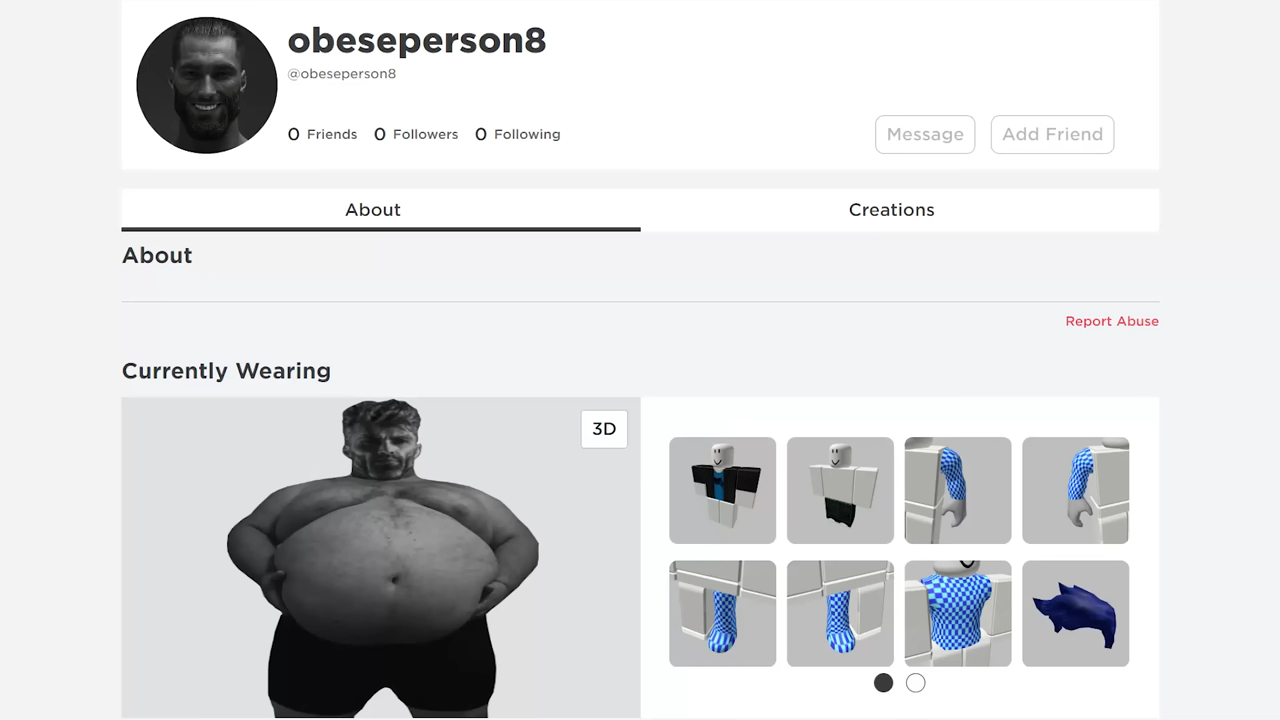 obeseperson8
@obeseperson8
0 Friends 0 Followers 0 Following
Message Add Friend
About Creations
About
Report Abuse
Currently Wearing
3D